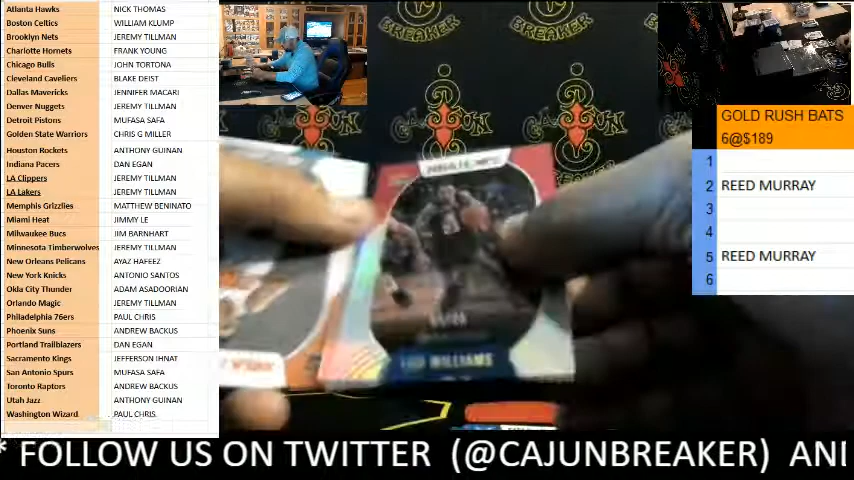 Atlanta Hawks NICK THOMAS
Boston Celtics WILLIAM KLUMP
Brooklyn Nets JEREMY TILLMAN
Charlotte Hornets FRANK YOUNG
Chicago Bulls JOHN TORTONA
Cleveland Cavaliers BLAKE DEIST
Dallas Mavericks JENNIFER MACARI
Denver Nuggets JEREMY TILLMAN
Detroit Pistons MUFASA SAFA
Golden State Warriors CHRIS G MILLER
Houston Rockets ANTHONY GUINAN
Indiana Pacers DAN EGAN
LA Clippers JEREMY TILLMAN
LA Lakers JEREMY TILLMAN
Memphis Grizzlies MATTHEW BENINATO
Miami Heat JIMMY LE
Milwaukee Bucs JIM BARNHART
Minnesota Timberwolves JEREMY TILLMAN
New Orleans Pelicans AYAZ HAFEEZ
New York Knicks ANTONIO SANTOS
Okla City Thunder ADAM ASADOORIAN
Orlando Magic JEREMY TILLMAN
Philadelphia 76ers PAUL CHRIS
Phoenix Suns ANDREW BACKUS
Portland Trailblazers DAN EGAN
Sacramento Kings JEFFERSON IHNAT
San Antonio Spurs MUFASA SAFA
Toronto Raptors ANDREW BACKUS
Utah Jazz ANTHONY GUINAN
Washington Wizard PAUL CHRIS
BREAKER
BREAKER
CAJUN
CAJUN
WILLIAMS
GOLD RUSH BATS
6@$189
1
2 REED MURRAY
3
4
5 REED MURRAY
6
* FOLLOW US ON TWITTER (@CAJUNBREAKER) AN